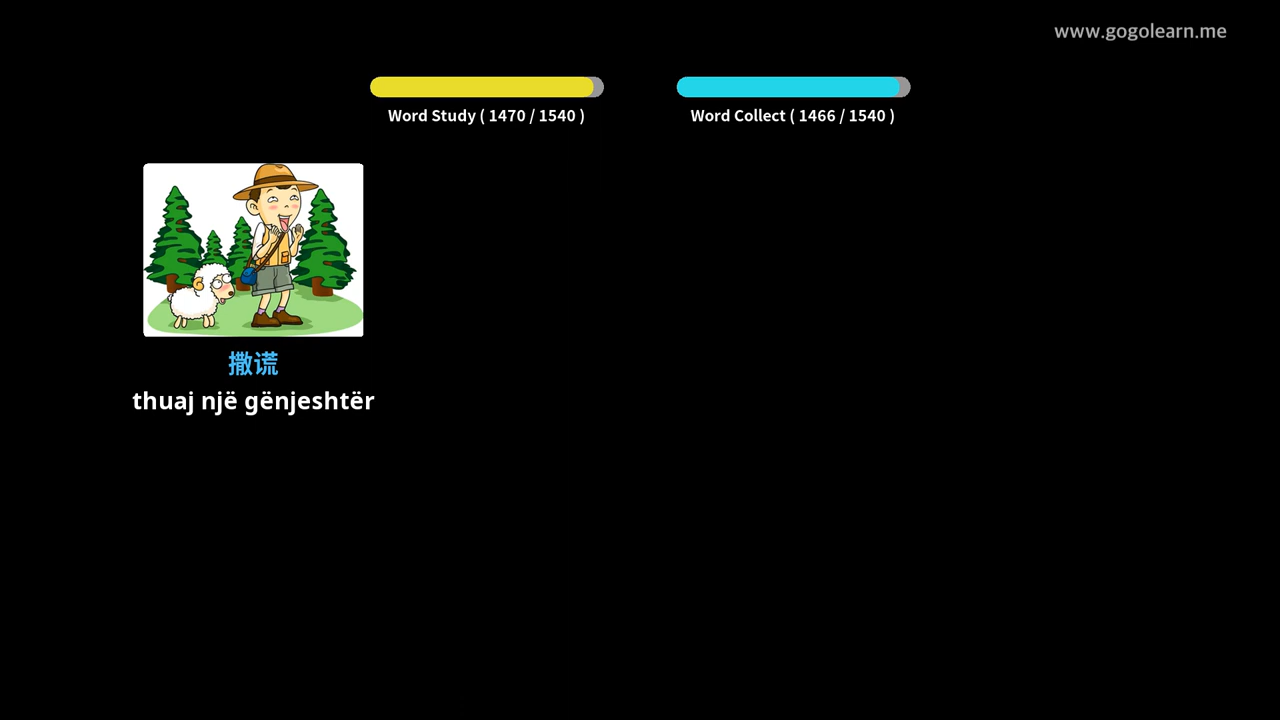 www.gogolearn.me
Word Study ( 1470 / 1540 )
Word Collect ( 1466 / 1540 )
撒谎
thuaj një gënjeshtër